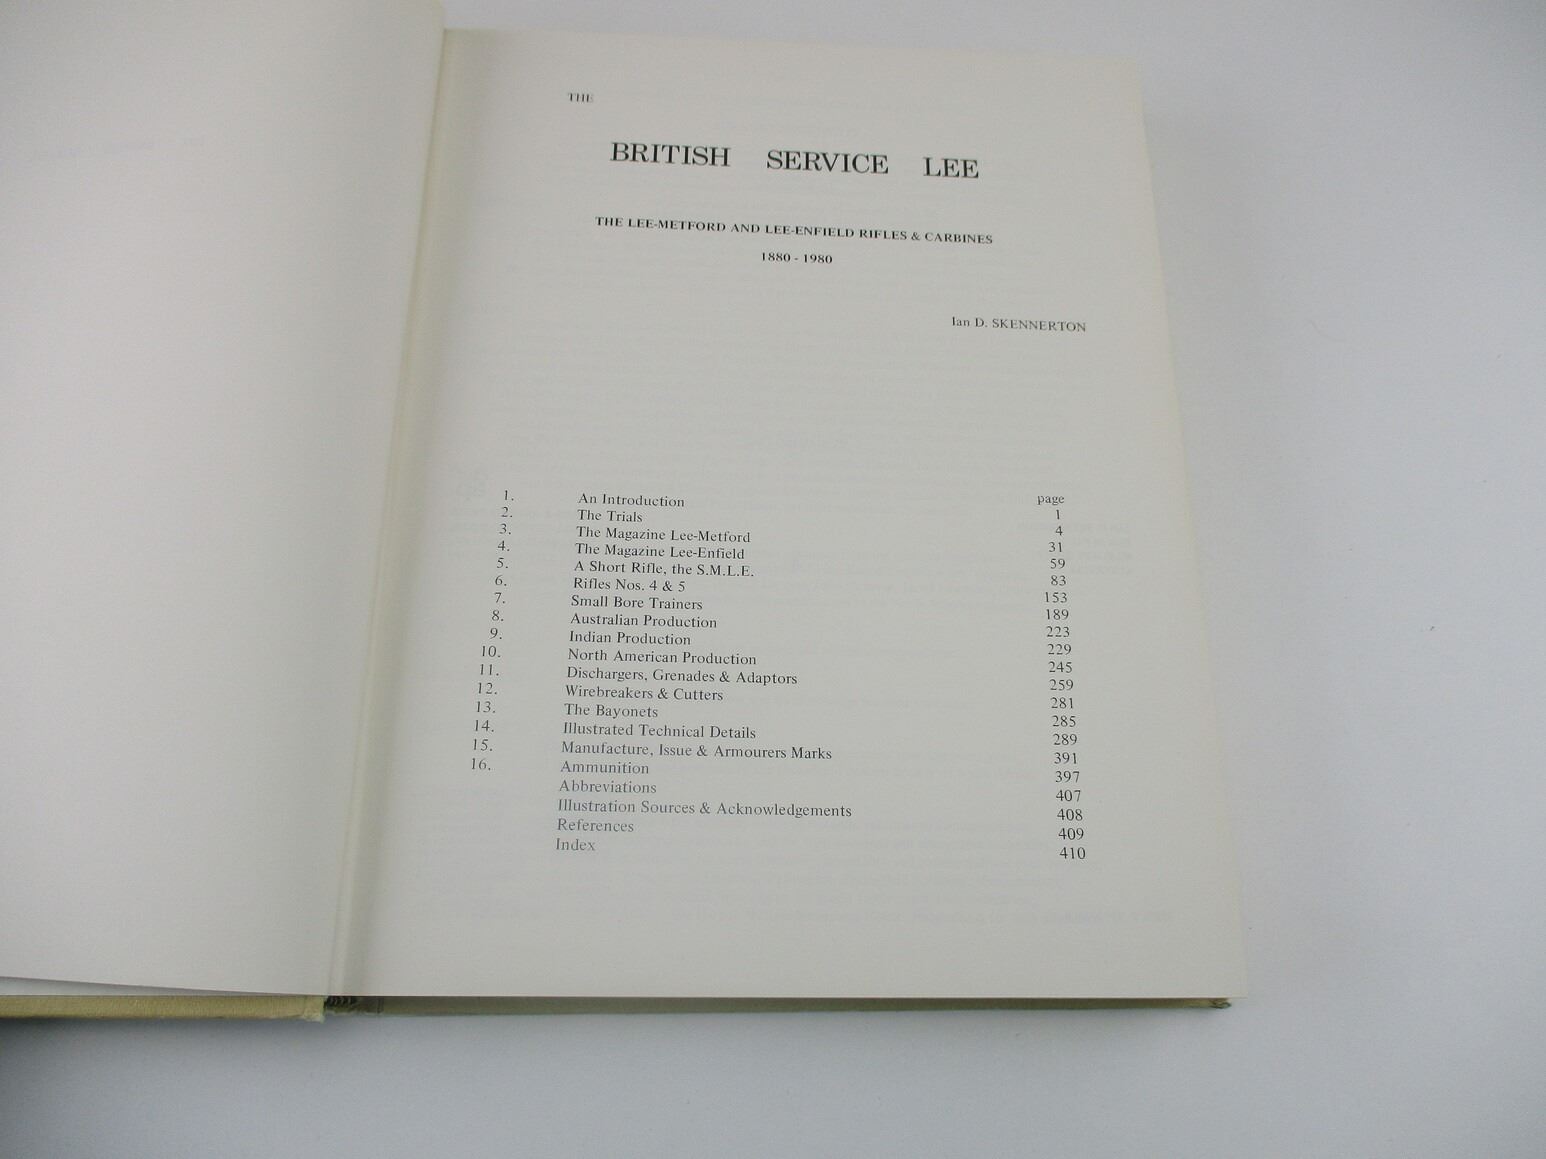 THE
BRITISH SERVICE LEE
THE LEE-METFORD AND LEE-ENFIELD RIFLES & CARBINES
1880 - 1980
Ian D. SKENNERTON
page
1. An Introduction 1
2. The Trials 4
3. The Magazine Lee-Metford 31
4. The Magazine Lee-Enfield 59
5. A Short Rifle, the S.M.L.E. 83
6. Rifles Nos. 4 & 5 153
7. Small Bore Trainers 189
8. Australian Production 223
9. Indian Production 229
10. North American Production 245
11. Dischargers, Grenades & Adaptors 259
12. Wirebreakers & Cutters 281
13. The Bayonets 285
14. Illustrated Technical Details 289
15. Manufacture, Issue & Armourers Marks 391
16. Ammunition 397
Abbreviations 407
Illustration Sources & Acknowledgements 408
References 409
Index 410